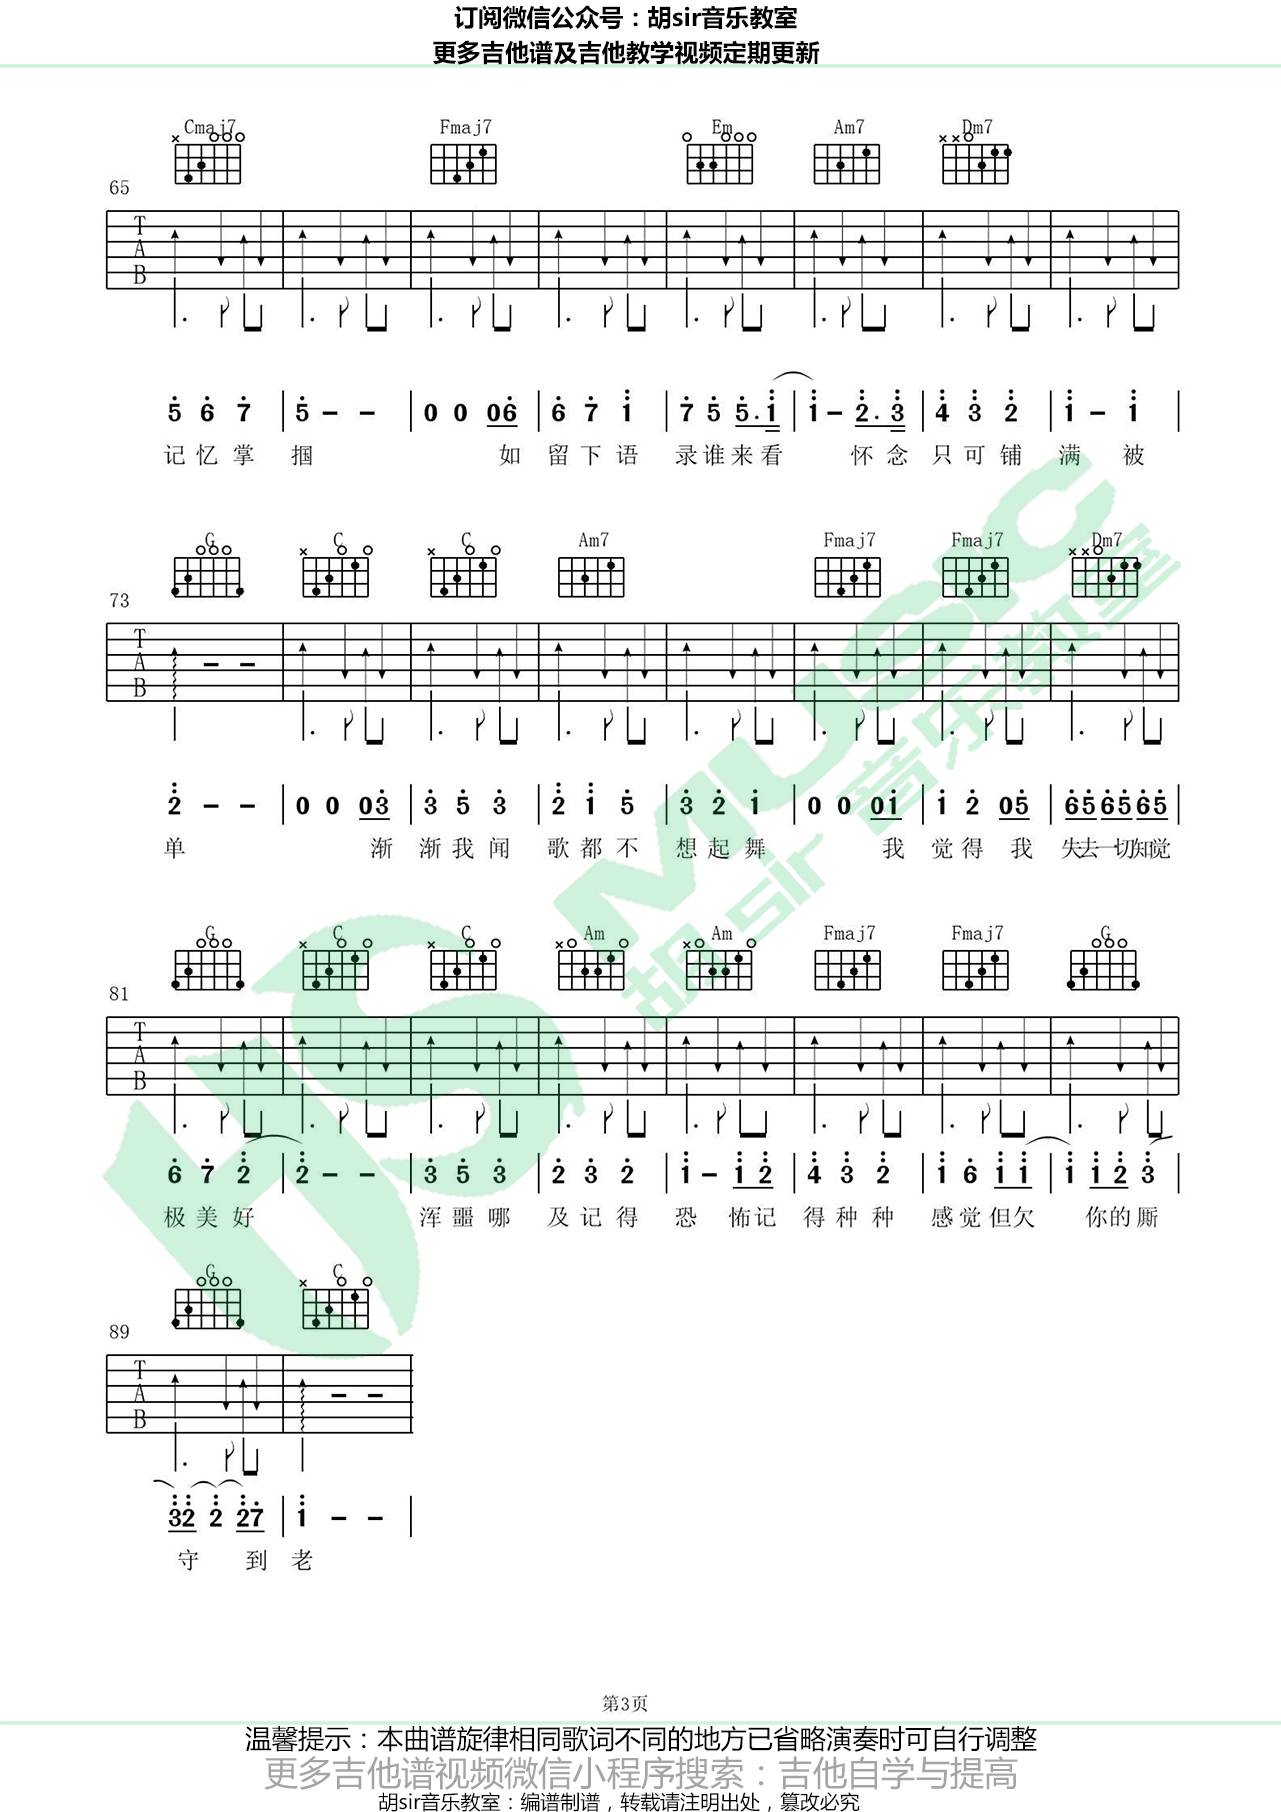 订阅微信公众号：胡sir音乐教室
更多吉他谱及吉他教学视频定期更新
Cmaj7 Fmaj7 Em Am7 Dm7
65
T
A
B
5 6 7 | 5 - - | 0 0 06 | 6 7 1 | 7 5 5.1 | 1 - 2.3 | 4 3 2 | 1 - 1 |
记忆掌 掴 如 留下语 录谁来看 怀念 只可铺 满 被
G C C Am7 Fmaj7 Fmaj7 Dm7
73
T
A
B
2 - - | 0 0 03 | 3 5 3 | 2 1 5 | 3 2 1 | 0 0 01 | 1 2 05 | 656565 |
单 渐 渐我闻 歌都不 想起舞 我 觉得 我 失去一切知觉
G C C Am Am Fmaj7 Fmaj7 G
81
T
A
B
6 7 2 | 2 - - | 3 5 3 | 2 3 2 | 1 - 12 | 4 3 2 | 1 6 11 | 1 12 3 |
极美好 浑噩哪 及记得 恐 怖记 得种种 感觉但欠 你的厮
G C
89
T
A
B
32 2 27 | 1 - - |
守 到 老
HS MUSIC
胡 sir 音乐教室
第3页
温馨提示：本曲谱旋律相同歌词不同的地方已省略演奏时可自行调整
更多吉他谱视频微信小程序搜索：吉他自学与提高
胡sir音乐教室：编谱制谱，转载请注明出处，篡改必究